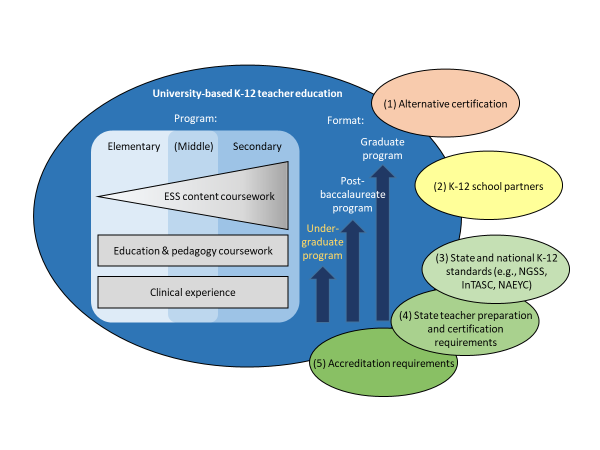 University-based K-12 teacher education
Program:
Format:
Elementary
(Middle)
Secondary
ESS content coursework
Education & pedagogy coursework
Clinical experience
Under-
graduate
program
Post-
baccalaureate
program
Graduate
program
(1) Alternative certification
(2) K-12 school partners
(3) State and national K-12
standards (e.g., NGSS,
InTASC, NAEYC)
(4) State teacher preparation
and certification
requirements
(5) Accreditation requirements